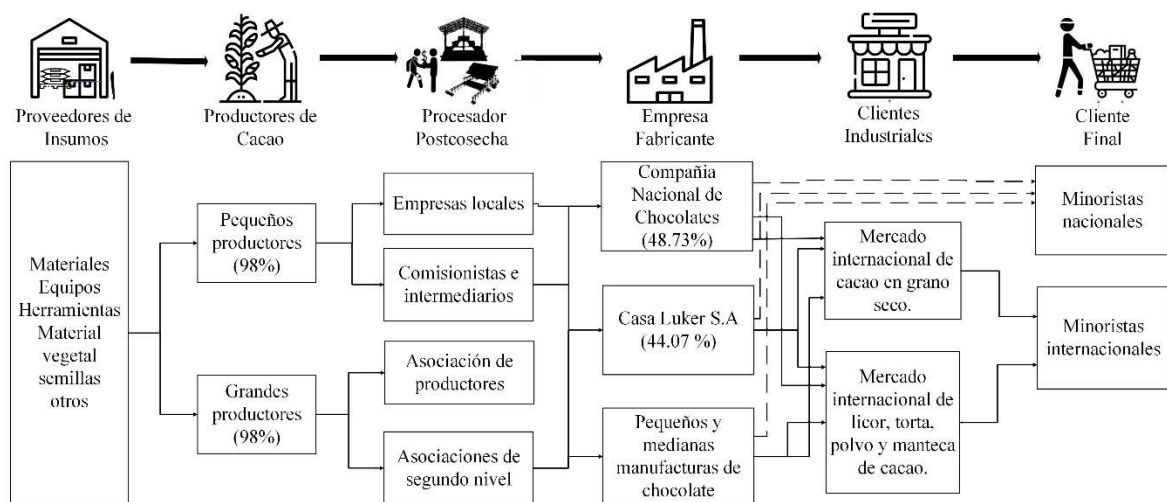 Proveedores de
Insumos
Productores de
Cacao
Procesador
Postcosecha
Empresa
Fabricante
Clientes
Industriales
Cliente
Final
Materiales
Equipos
Herramientas
Material
vegetal
semillas
otros
Pequeños
productores
(98%)
Grandes
productores
(98%)
Empresas locales
Comisionistas e
intermediarios
Asociación de
productores
Asociaciones de
segundo nivel
Compañia
Nacional de
Chocolates
(48.73%)
Casa Luker S.A
(44.07 %)
Pequeños y
medianas
manufacturas de
chocolate
Mercado
internacional de
cacao en grano
seco.
Mercado
internacional de
licor, torta,
polvo y manteca
de cacao.
Minoristas
nacionales
Minoristas
internacionales